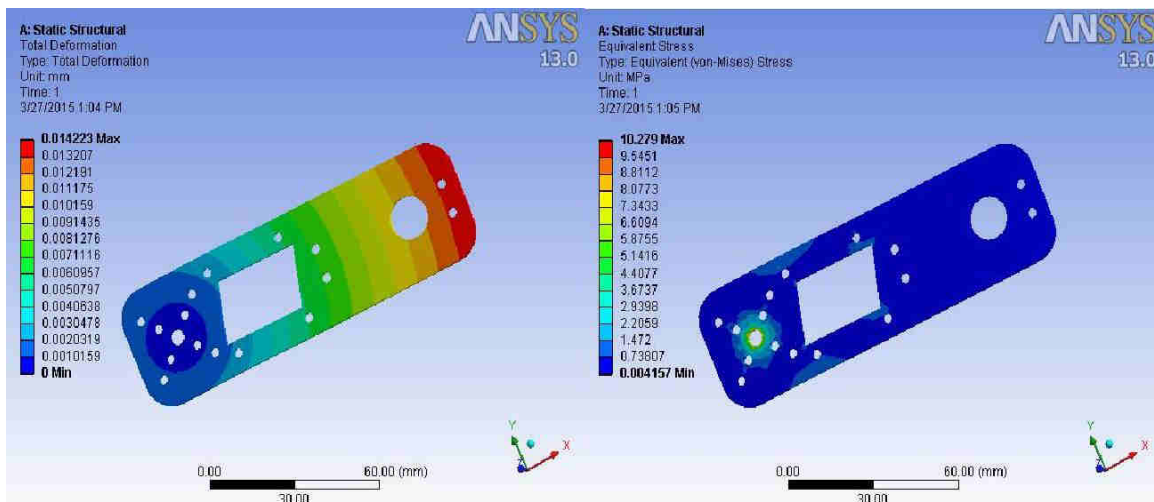 A: Static Structural
Total Deformation
Type: Total Deformation
Unit: mm
Time: 1
3/27/2015 1:04 PM
ANSYS
13.0
0.014223 Max
0.013207
0.012191
0.011175
0.010159
0.0091435
0.0081276
0.0071116
0.0060957
0.0050797
0.0040638
0.0030478
0.0020319
0.0010159
0 Min
Y
X
0.00
60.00 (mm)
30.00
A: Static Structural
Equivalent Stress
Type: Equivalent (von-Mises) Stress
Unit: MPa
Time: 1
3/27/2015 1:05 PM
ANSYS
13.0
10.279 Max
9.5451
8.8112
8.0773
7.3433
6.6094
5.8755
5.1416
4.4077
3.6737
2.9398
2.2059
1.472
0.73807
0.004157 Min
Y
X
0.00
60.00 (mm)
30.00